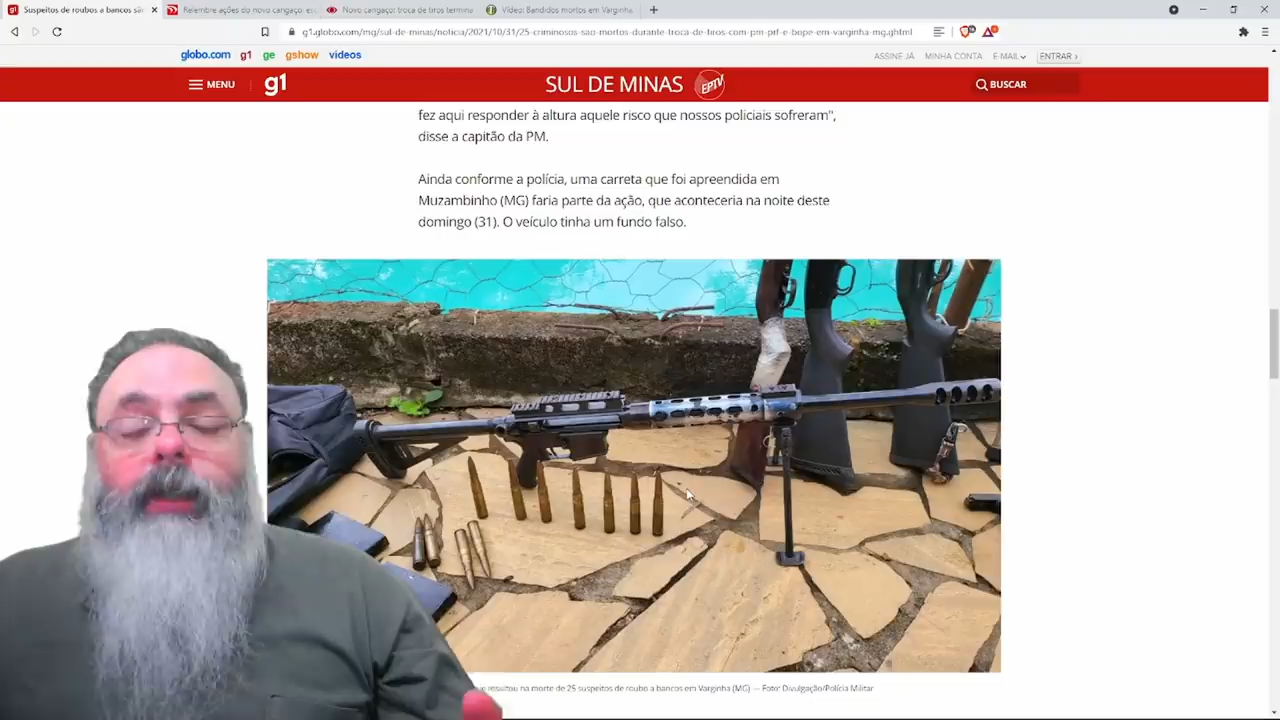 Suspeitos de roubos a bancos são
Relembre ações do novo cangaço: es
Novo cangaço: troca de tiros termina
Vídeo: Bandidos mortos em Varginha
g1.globo.com/mg/sul-de-minas/noticia/2021/10/31/25-criminosos-sao-mortos-durante-troca-de-tiros-com-pm-prf-e-bope-em-varginha-mg.ghtml
globo.com g1 ge gshow videos
ASSINE JÁ MINHA CONTA E-MAIL ENTRAR ›
MENU g1 SUL DE MINAS EPTV BUSCAR
fez aqui responder à altura aquele risco que nossos policiais sofreram",
disse a capitão da PM.
Ainda conforme a polícia, uma carreta que foi apreendida em
Muzambinho (MG) faria parte da ação, que aconteceria na noite deste
domingo (31). O veículo tinha um fundo falso.
resultou na morte de 25 suspeitos de roubo a bancos em Varginha (MG) — Foto: Divulgação/Polícia Militar